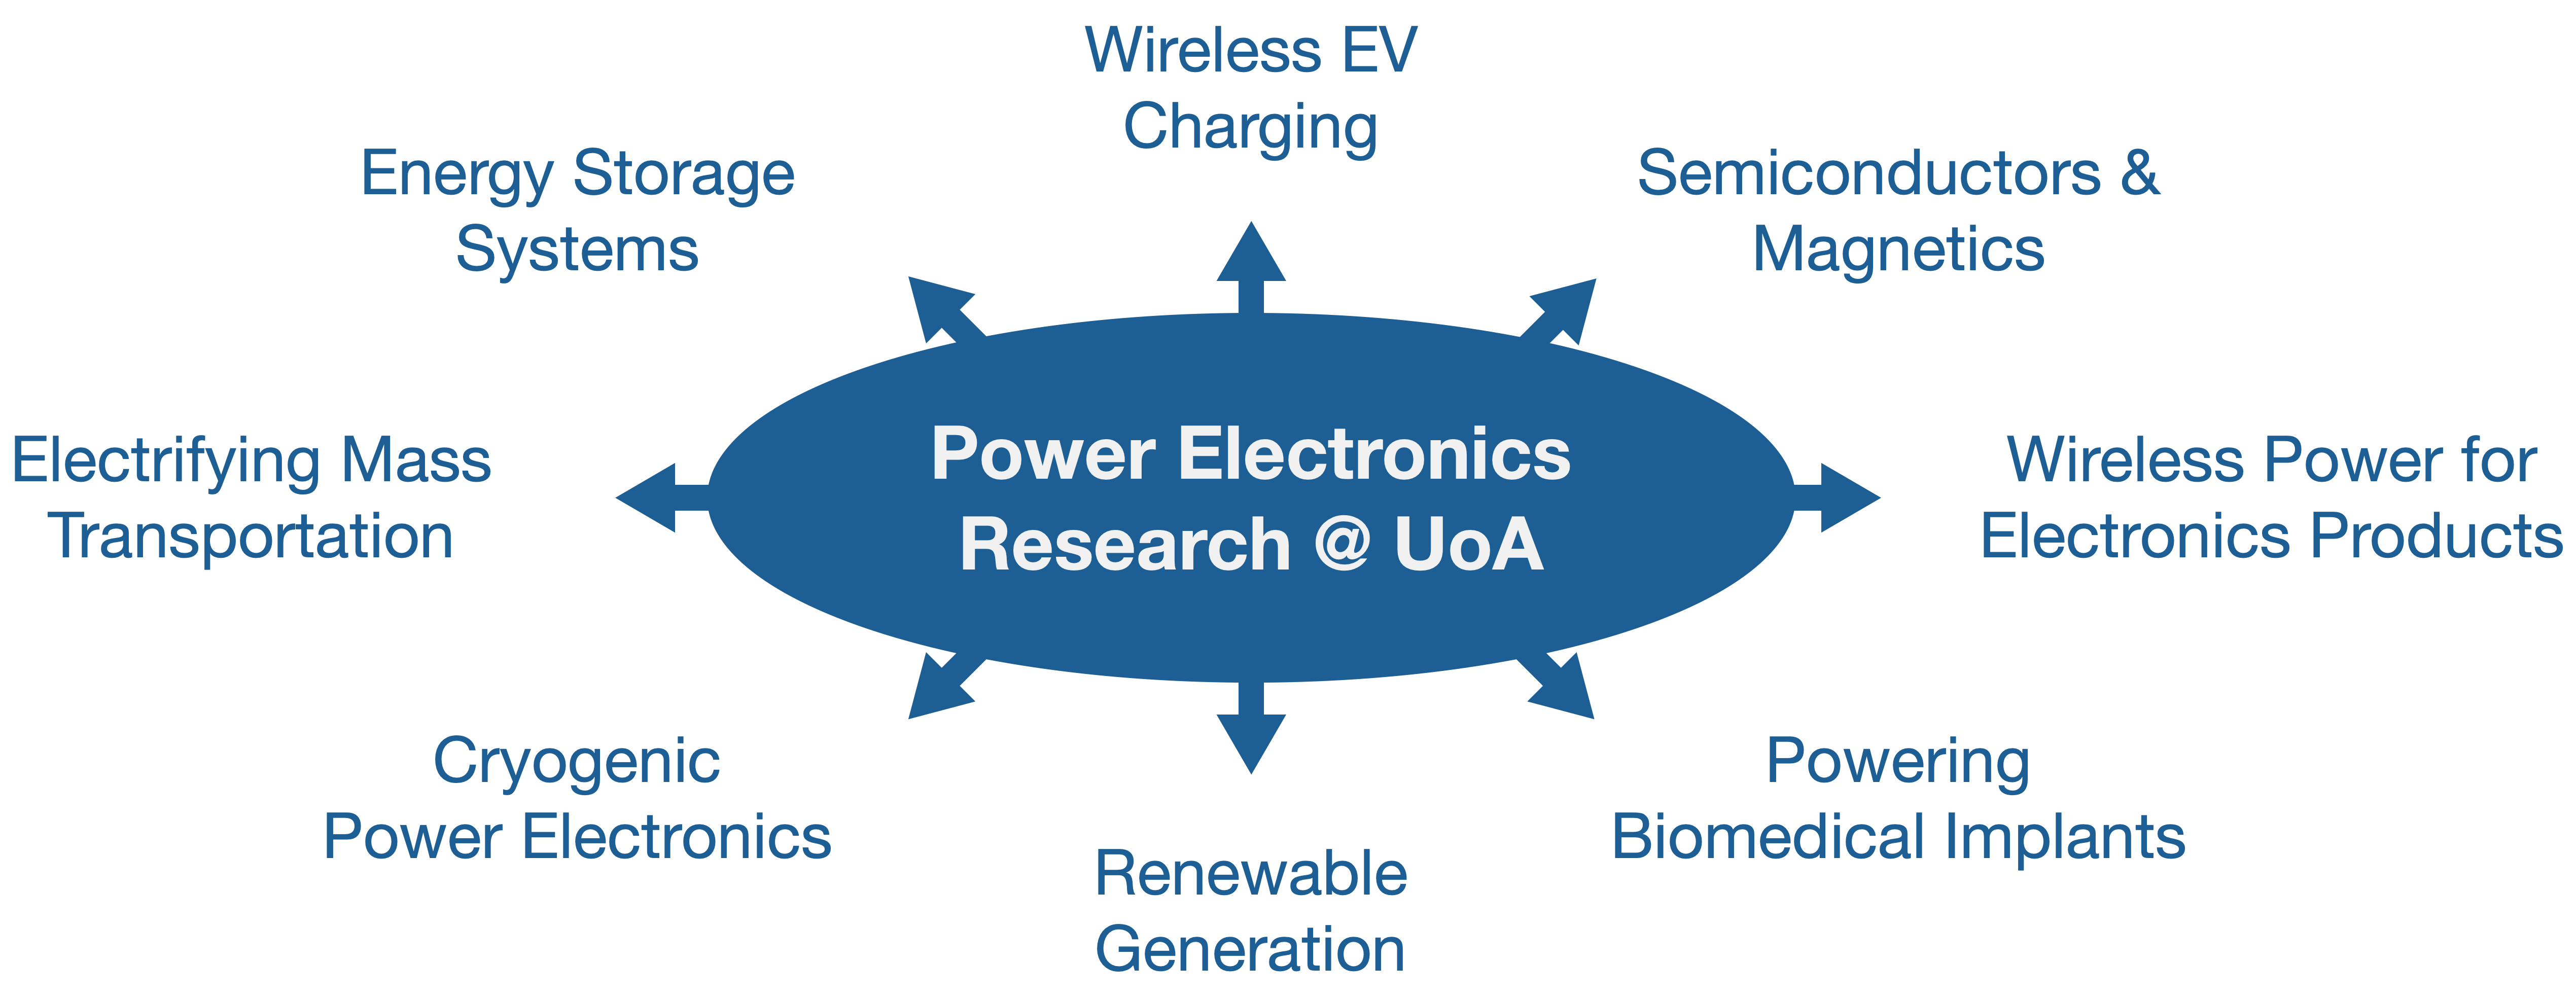 Wireless EV
Charging
Energy Storage
Systems
Semiconductors &
Magnetics
Electrifying Mass
Transportation
Power Electronics
Research @ UoA
Wireless Power for
Electronics Products
Cryogenic
Power Electronics
Powering
Biomedical Implants
Renewable
Generation